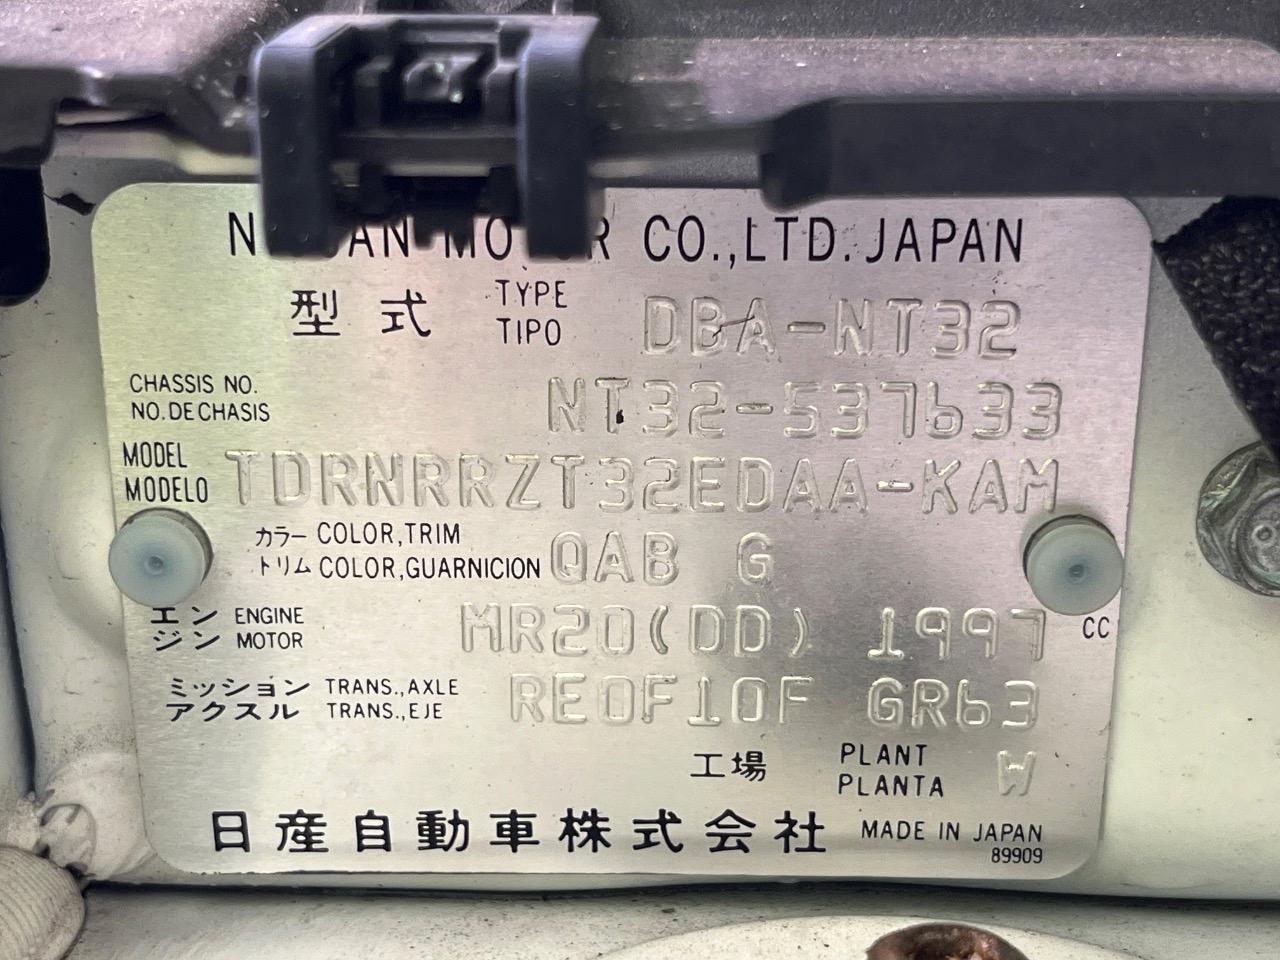 CO.,LTD. JAPAN
型式 TYPE TIPO DBA-NT32
CHASSIS NO. NO. DE CHASIS NT32-537633
MODEL MODELO TDRNRRZT32EDAA-KAM
カラー COLOR,TRIM
トリム COLOR,GUARNICION QAB G
エンジン ENGINE MOTOR MR20(DD) 1997 CC
ミッション TRANS.,AXLE
アクスル TRANS.,EJE RE0F10F GR63
工場 PLANT PLANTA W
日産自動車株式会社 MADE IN JAPAN
89909